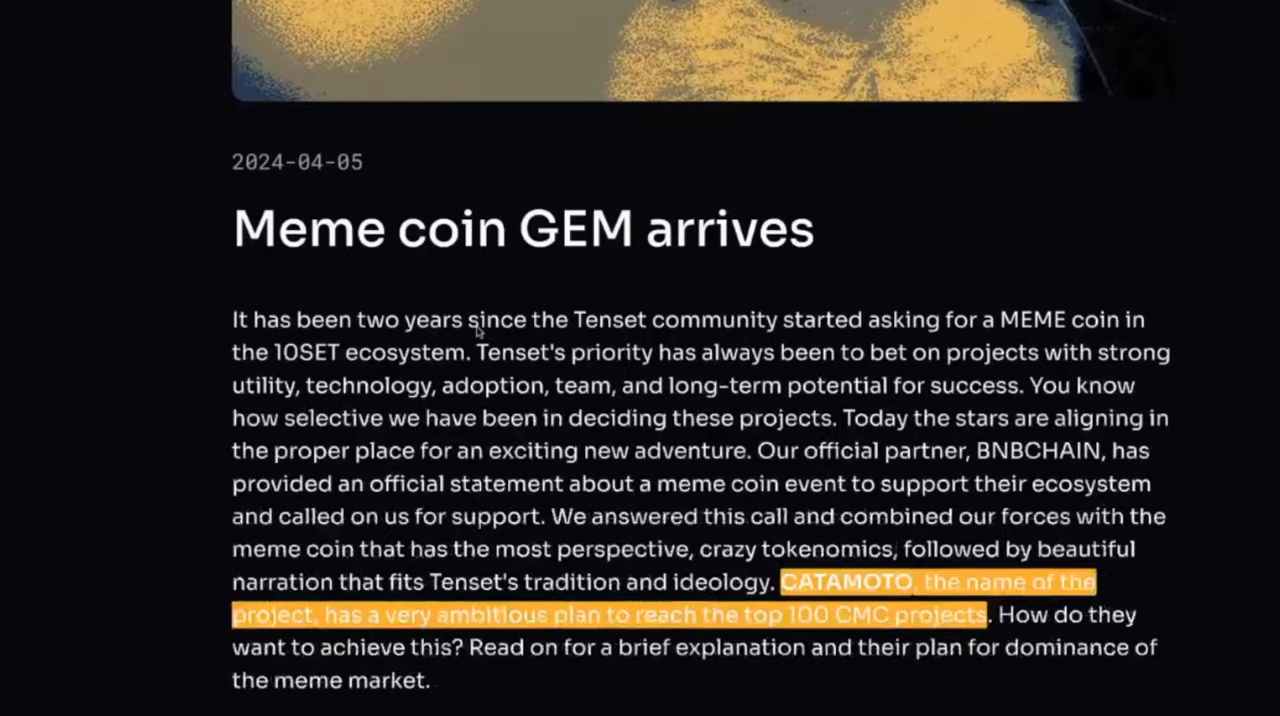 2024-04-05
Meme coin GEM arrives
It has been two years since the Tenset community started asking for a MEME coin in
the 10SET ecosystem. Tenset's priority has always been to bet on projects with strong
utility, technology, adoption, team, and long-term potential for success. You know
how selective we have been in deciding these projects. Today the stars are aligning in
the proper place for an exciting new adventure. Our official partner, BNBCHAIN, has
provided an official statement about a meme coin event to support their ecosystem
and called on us for support. We answered this call and combined our forces with the
meme coin that has the most perspective, crazy tokenomics, followed by beautiful
narration that fits Tenset's tradition and ideology. CATAMOTO, the name of the
project, has a very ambitious plan to reach the top 100 CMC projects. How do they
want to achieve this? Read on for a brief explanation and their plan for dominance of
the meme market.